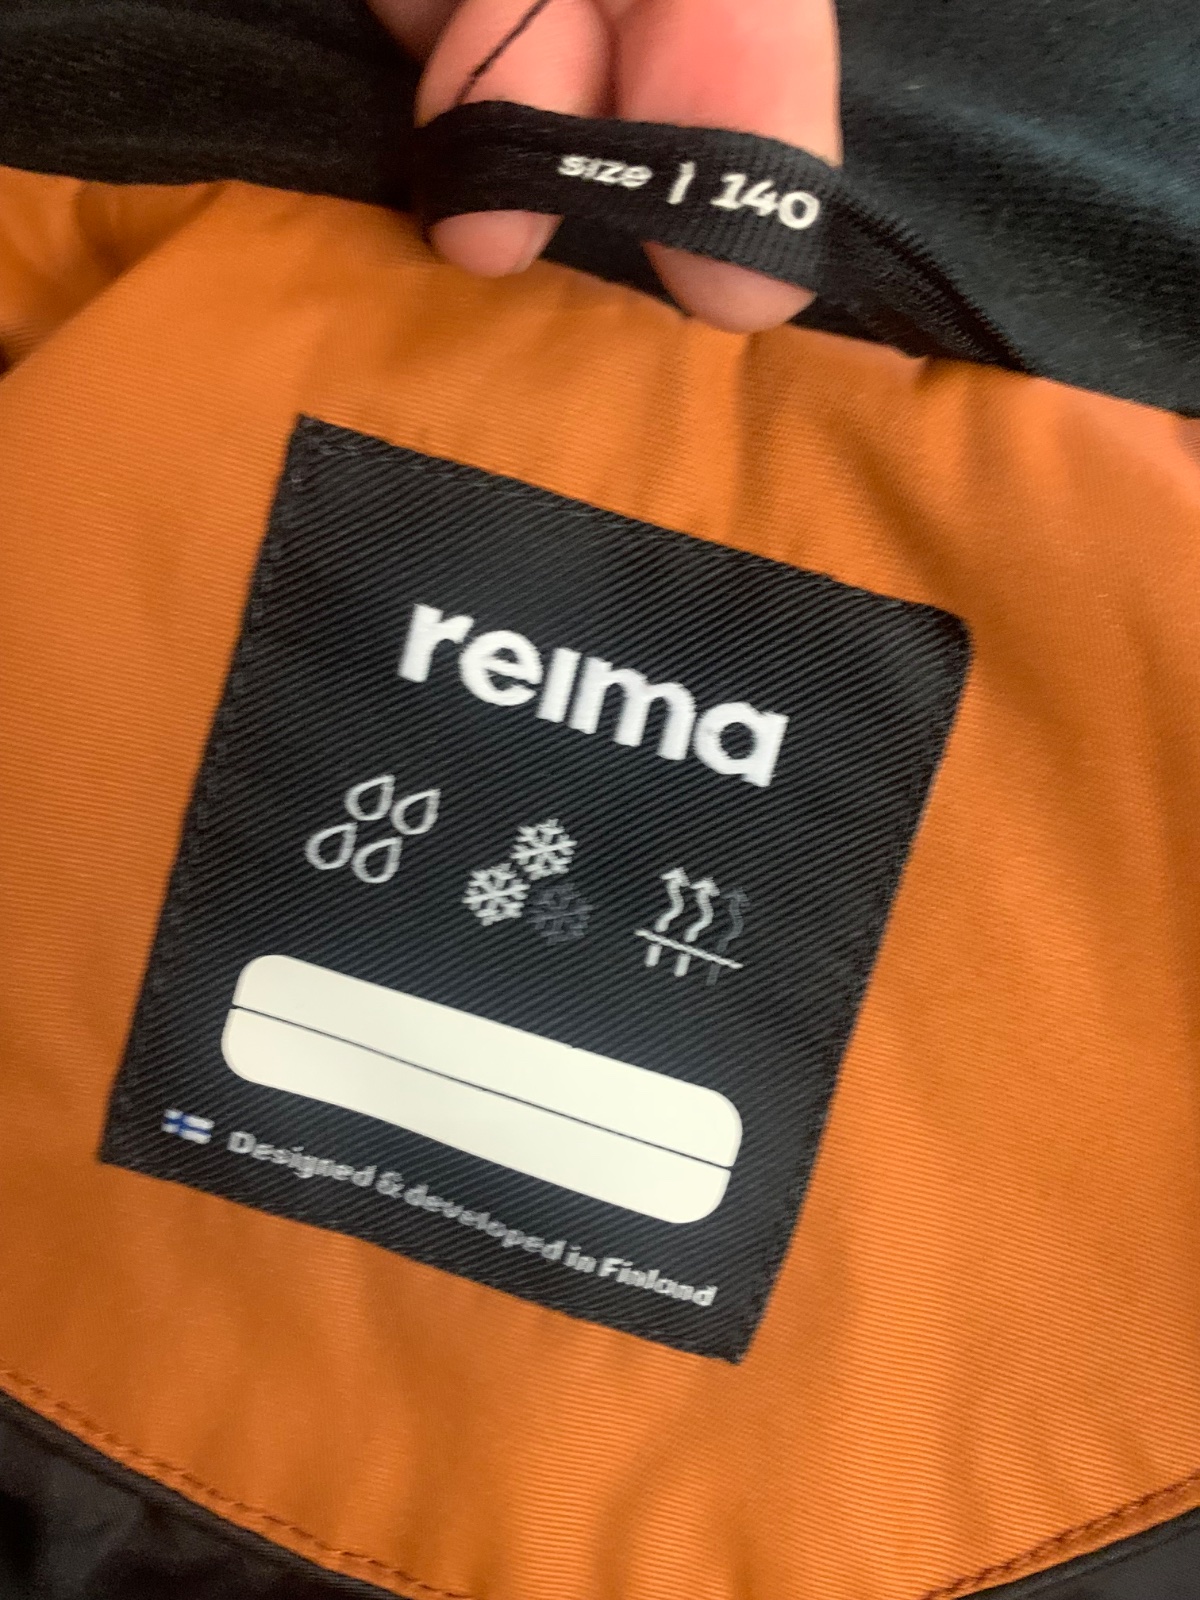 size | 140
reima
Designed & developed in Finland